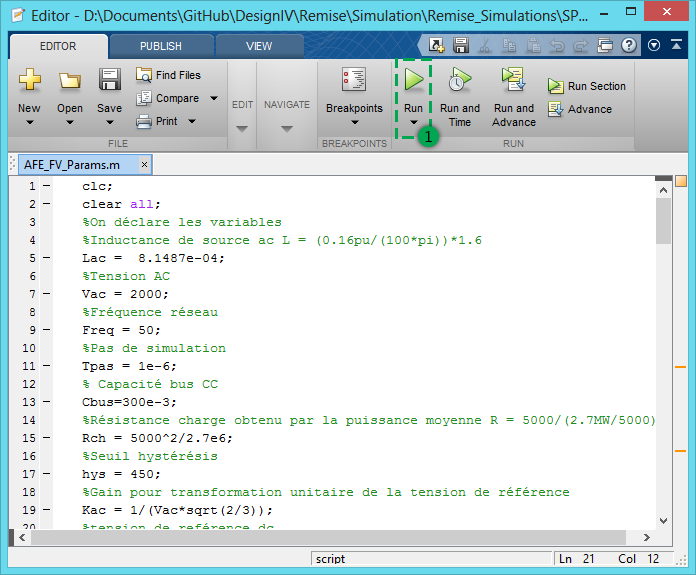 Editor - D:\Documents\GitHub\DesignIV\Remise\Simulation\Remise_Simulations\SP...
EDITOR PUBLISH VIEW
New Open Save
Find Files
Compare
Print
FILE
EDIT
NAVIGATE
Breakpoints
BREAKPOINTS
Run
1
Run and Time
Run and Advance
Run Section
Advance
RUN
AFE_FV_Params.m
1 clc;
2 clear all;
3 %On déclare les variables
4 %Inductance de source ac L = (0.16pu/(100*pi))*1.6
5 Lac =  8.1487e-04;
6 %Tension AC
7 Vac = 2000;
8 %Fréquence réseau
9 Freq = 50;
10 %Pas de simulation
11 Tpas = 1e-6;
12 % Capacité bus CC
13 Cbus=300e-3;
14 %Résistance charge obtenu par la puissance moyenne R = 5000/(2.7MW/5000)
15 Rch = 5000^2/2.7e6;
16 %Seuil hystérésis
17 hys = 450;
18 %Gain pour transformation unitaire de la tension de référence
19 Kac = 1/(Vac*sqrt(2/3));
20 %tension de reférence dc
script Ln 21 Col 12